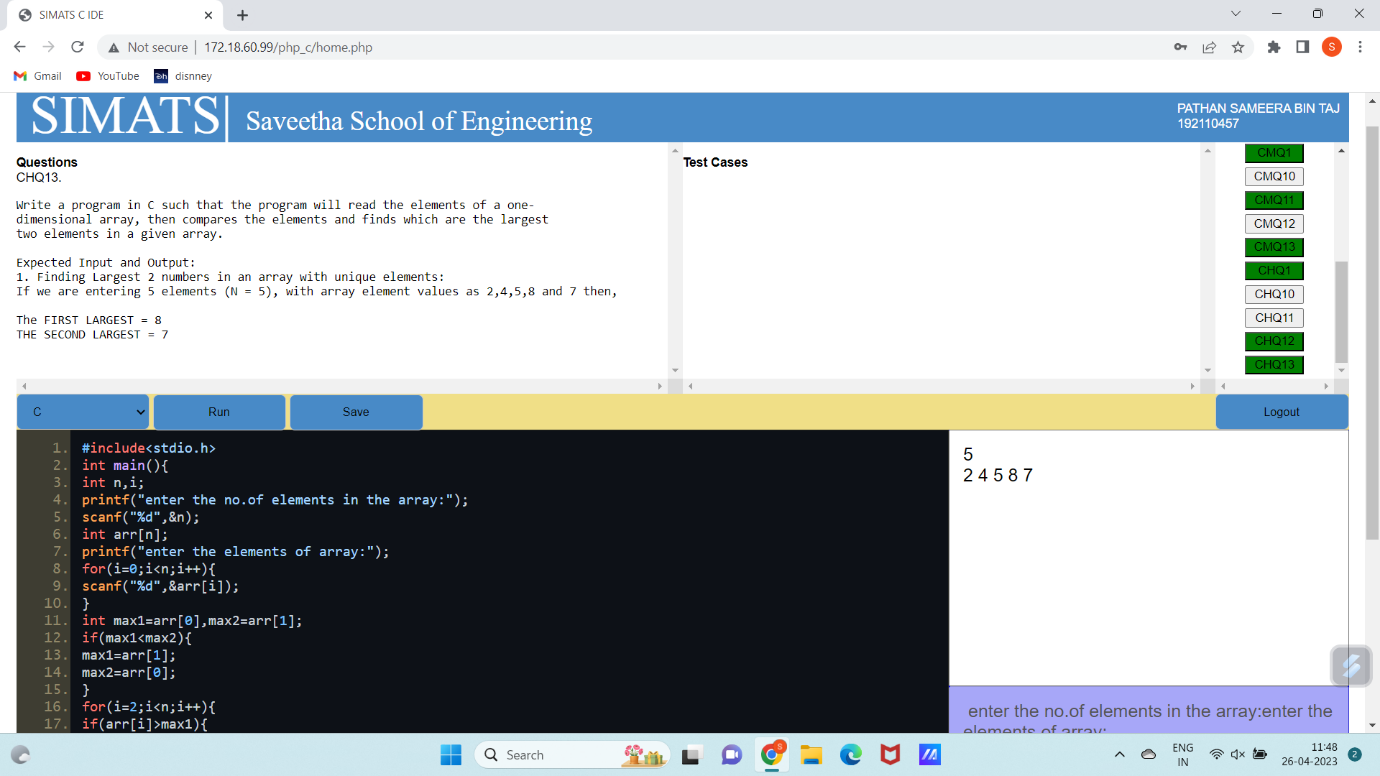 SIMATS C IDE
Not secure | 172.18.60.99/php_c/home.php
S
Gmail YouTube disnney
SIMATS| Saveetha School of Engineering
PATHAN SAMEERA BIN TAJ
192110457
Questions
CHQ13.
Write a program in C such that the program will read the elements of a one-
dimensional array, then compares the elements and finds which are the largest
two elements in a given array.
Expected Input and Output:
1. Finding Largest 2 numbers in an array with unique elements:
If we are entering 5 elements (N = 5), with array element values as 2,4,5,8 and 7 then,
The FIRST LARGEST = 8
THE SECOND LARGEST = 7
Test Cases
CMQ1
CMQ10
CMQ11
CMQ12
CMQ13
CHQ1
CHQ10
CHQ11
CHQ12
CHQ13
C Run Save Logout
1. #include<stdio.h>
2. int main(){
3. int n,i;
4. printf("enter the no.of elements in the array:");
5. scanf("%d",&n);
6. int arr[n];
7. printf("enter the elements of array:");
8. for(i=0;i<n;i++){
9. scanf("%d",&arr[i]);
10. }
11. int max1=arr[0],max2=arr[1];
12. if(max1<max2){
13. max1=arr[1];
14. max2=arr[0];
15. }
16. for(i=2;i<n;i++){
17. if(arr[i]>max1){
5
2 4 5 8 7
enter the no.of elements in the array:enter the
elements of array:
Search
ENG
IN
11:48
26-04-2023
2